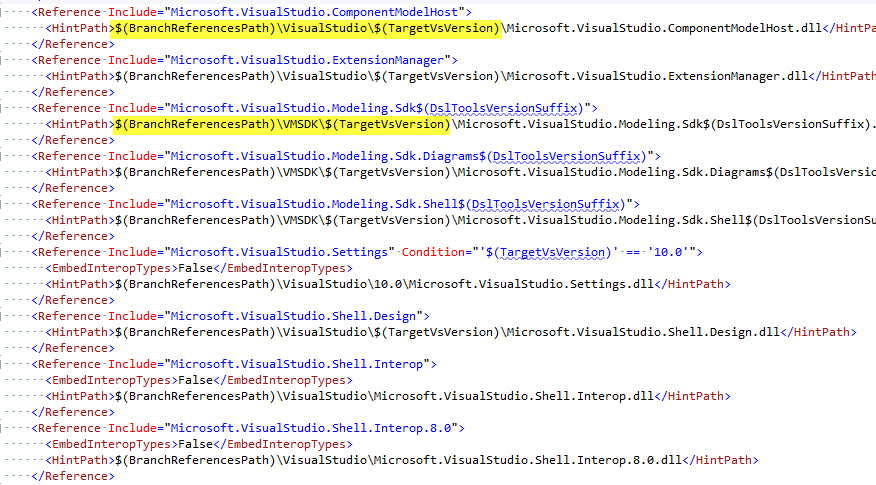 <Reference Include="Microsoft.VisualStudio.ComponentModelHost">
<HintPath>$(BranchReferencesPath)\VisualStudio\$(TargetVsVersion)\Microsoft.VisualStudio.ComponentModelHost.dll</HintPa
</Reference>
<Reference Include="Microsoft.VisualStudio.ExtensionManager">
<HintPath>$(BranchReferencesPath)\VisualStudio\$(TargetVsVersion)\Microsoft.VisualStudio.ExtensionManager.dll</HintPath
</Reference>
<Reference Include="Microsoft.VisualStudio.Modeling.Sdk$(DslToolsVersionSuffix)">
<HintPath>$(BranchReferencesPath)\VMSDK\$(TargetVsVersion)\Microsoft.VisualStudio.Modeling.Sdk$(DslToolsVersionSuffix).
</Reference>
<Reference Include="Microsoft.VisualStudio.Modeling.Sdk.Diagrams$(DslToolsVersionSuffix)">
<HintPath>$(BranchReferencesPath)\VMSDK\$(TargetVsVersion)\Microsoft.VisualStudio.Modeling.Sdk.Diagrams$(DslToolsVersio
</Reference>
<Reference Include="Microsoft.VisualStudio.Modeling.Sdk.Shell$(DslToolsVersionSuffix)">
<HintPath>$(BranchReferencesPath)\VMSDK\$(TargetVsVersion)\Microsoft.VisualStudio.Modeling.Sdk.Shell$(DslToolsVersionSu
</Reference>
<Reference Include="Microsoft.VisualStudio.Settings" Condition="'$(TargetVsVersion)' == '10.0'">
<EmbedInteropTypes>False</EmbedInteropTypes>
<HintPath>$(BranchReferencesPath)\VisualStudio\10.0\Microsoft.VisualStudio.Settings.dll</HintPath>
</Reference>
<Reference Include="Microsoft.VisualStudio.Shell.Design">
<HintPath>$(BranchReferencesPath)\VisualStudio\$(TargetVsVersion)\Microsoft.VisualStudio.Shell.Design.dll</HintPath>
</Reference>
<Reference Include="Microsoft.VisualStudio.Shell.Interop">
<EmbedInteropTypes>False</EmbedInteropTypes>
<HintPath>$(BranchReferencesPath)\VisualStudio\Microsoft.VisualStudio.Shell.Interop.dll</HintPath>
</Reference>
<Reference Include="Microsoft.VisualStudio.Shell.Interop.8.0">
<EmbedInteropTypes>False</EmbedInteropTypes>
<HintPath>$(BranchReferencesPath)\VisualStudio\Microsoft.VisualStudio.Shell.Interop.8.0.dll</HintPath>
</Reference>